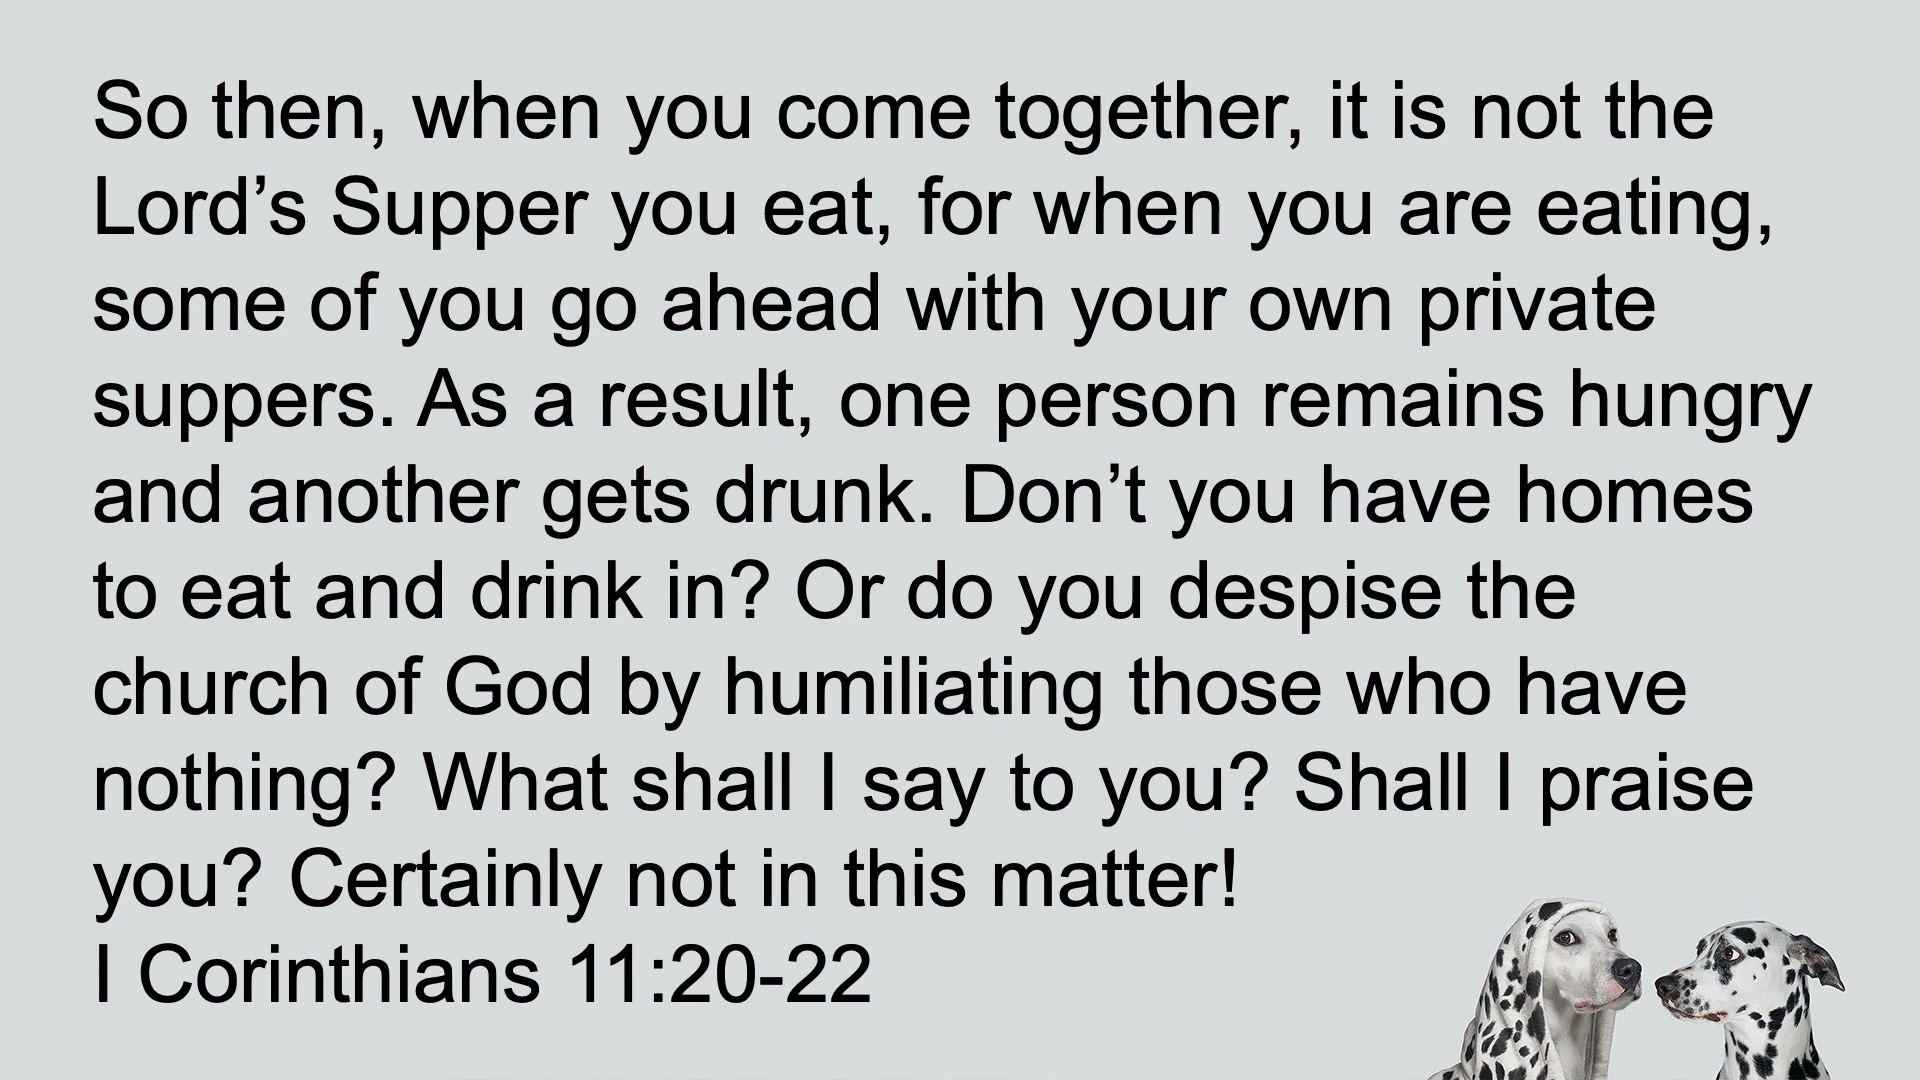 So then, when you come together, it is not the
Lord’s Supper you eat, for when you are eating,
some of you go ahead with your own private
suppers. As a result, one person remains hungry
and another gets drunk. Don’t you have homes
to eat and drink in? Or do you despise the
church of God by humiliating those who have
nothing? What shall I say to you? Shall I praise
you? Certainly not in this matter!
I Corinthians 11:20-22